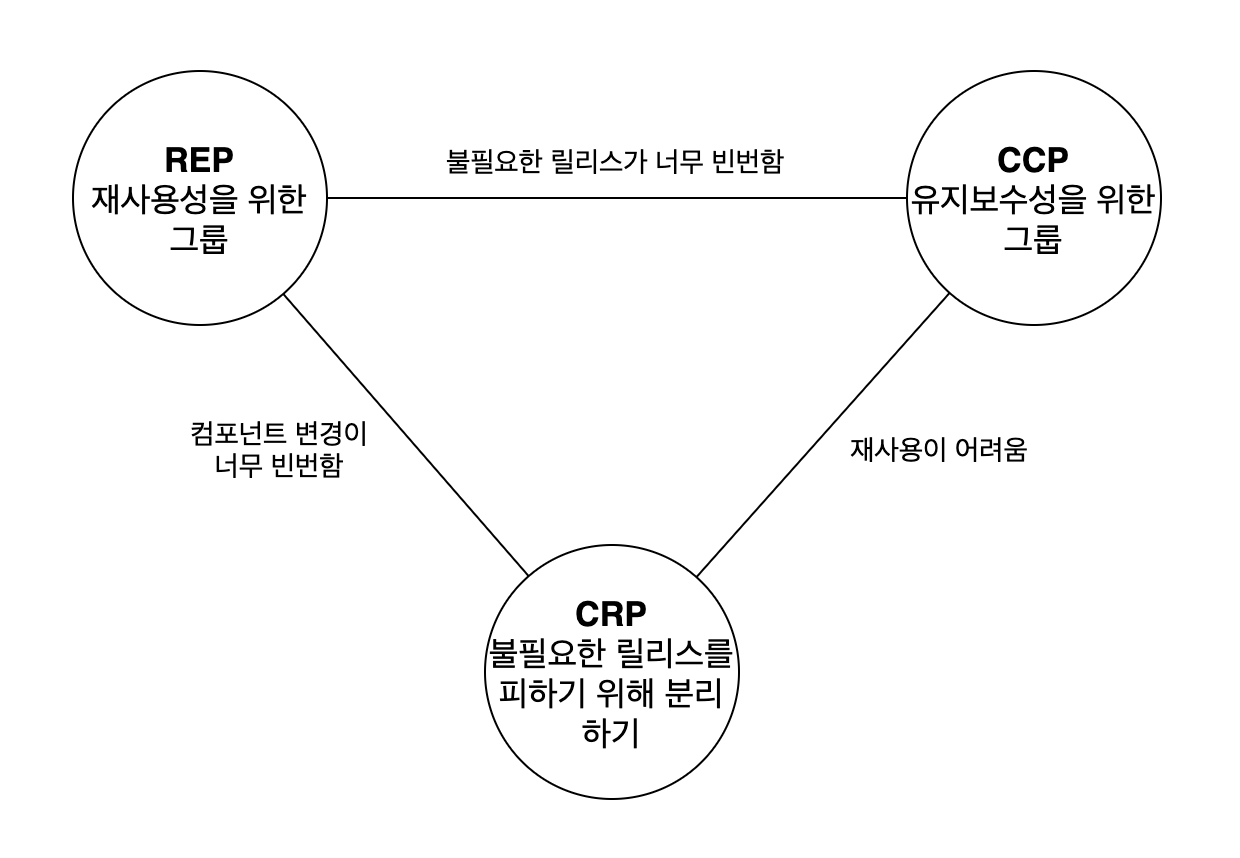 REP
재사용성을 위한
그룹
불필요한 릴리스가 너무 빈번함
CCP
유지보수성을 위한
그룹
컴포넌트 변경이
너무 빈번함
재사용이 어려움
CRP
불필요한 릴리스를
피하기 위해 분리
하기